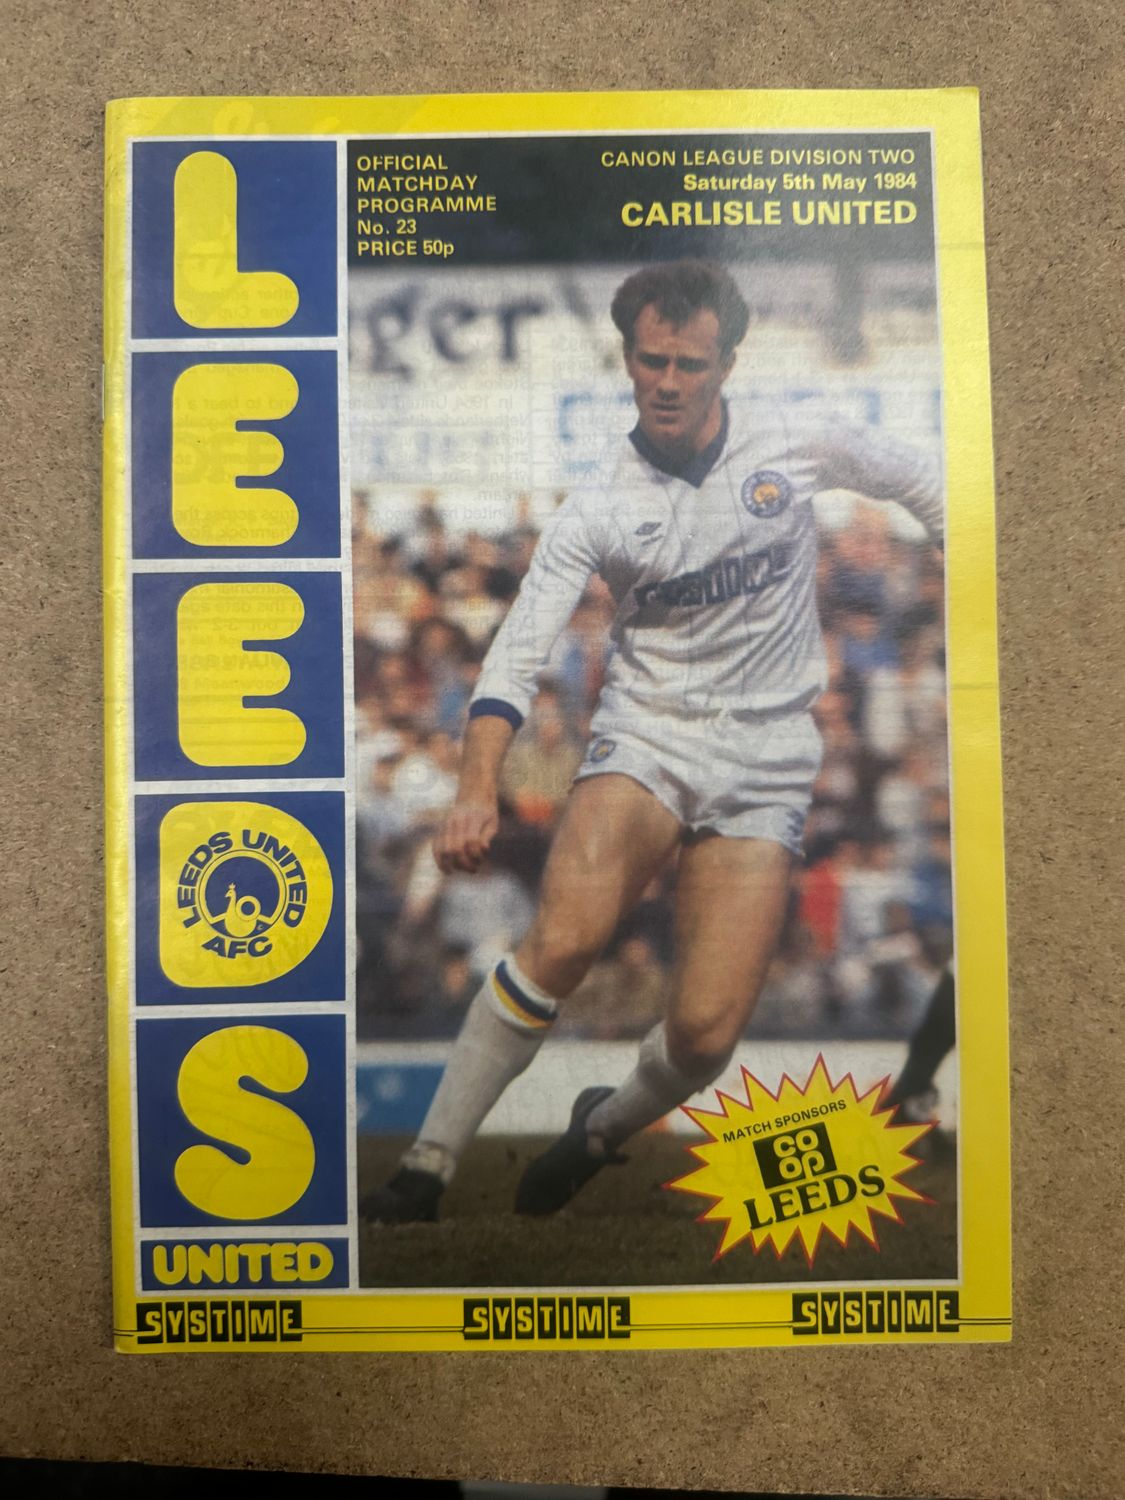 OFFICIAL
MATCHDAY
PROGRAMME
No. 23
PRICE 50p
CANON LEAGUE DIVISION TWO
Saturday 5th May 1984
CARLISLE UNITED
LEEDS
LEEDS UNITED
AFC
UNITED
SYSTIME
MATCH SPONSORS
CO
OP
LEEDS
SYSTIME SYSTIME SYSTIME